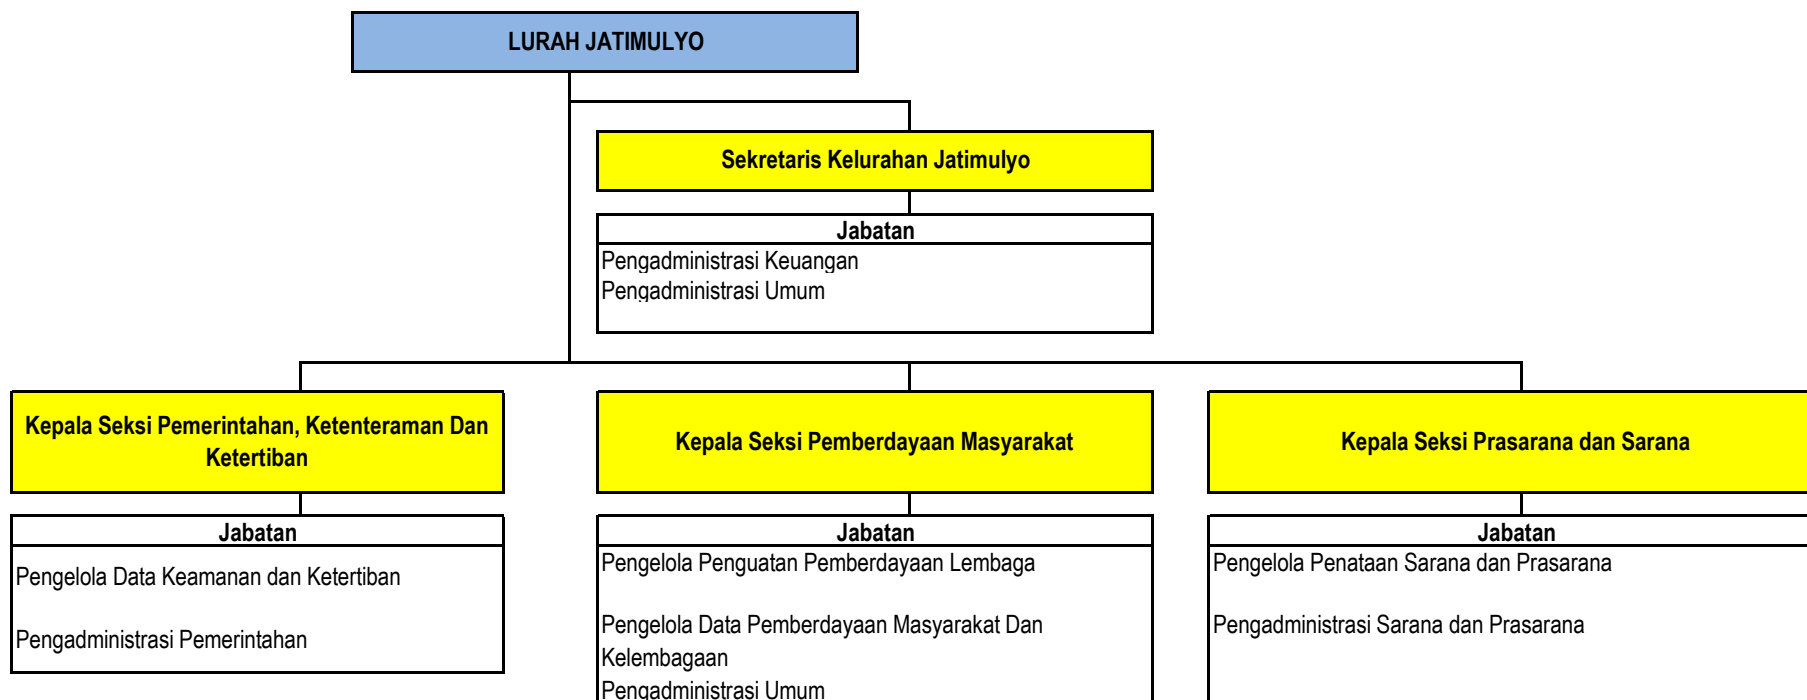 LURAH JATIMULYO
Sekretaris Kelurahan Jatimulyo
Jabatan
Pengadministrasi Keuangan
Pengadministrasi Umum
Kepala Seksi Pemerintahan, Ketenteraman Dan
Ketertiban
Jabatan
Pengelola Data Keamanan dan Ketertiban
Pengadministrasi Pemerintahan
Kepala Seksi Pemberdayaan Masyarakat
Jabatan
Pengelola Penguatan Pemberdayaan Lembaga
Pengelola Data Pemberdayaan Masyarakat Dan
Kelembagaan
Pengadministrasi Umum
Kepala Seksi Prasarana dan Sarana
Jabatan
Pengelola Penataan Sarana dan Prasarana
Pengadministrasi Sarana dan Prasarana